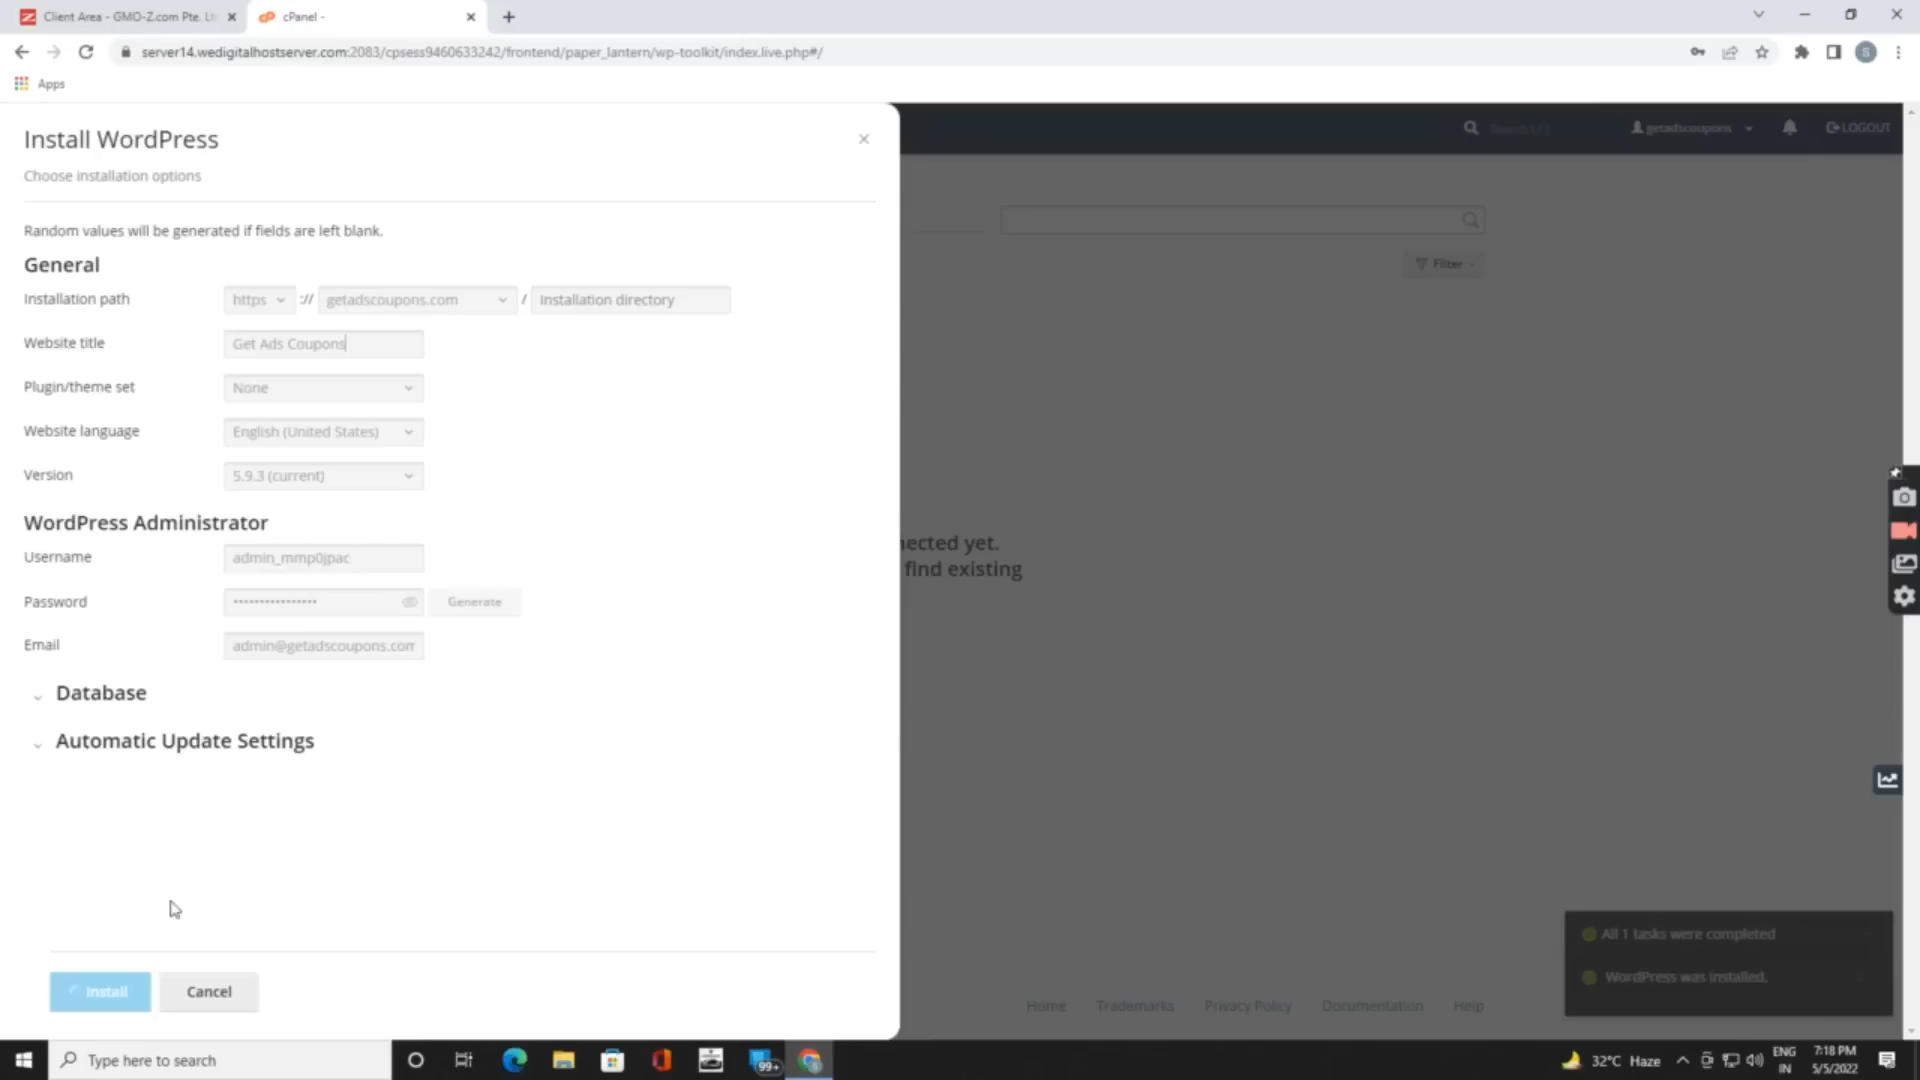 Client Area - GMO-Z.com Pte. Lt
cPanel -
server14.wedigitalhostserver.com:2083/cpsess9460633242/frontend/paper_lantern/wp-toolkit/index.live.php#/
S
Apps
Install WordPress
getadscoupons
LOGOUT
Choose installation options
Random values will be generated if fields are left blank.
General
Filter
Installation path
https
://
getadscoupons.com
/
Installation directory
Website title
Get Ads Coupons
Plugin/theme set
None
Website language
English (United States)
Version
5.9.3 (current)
WordPress Administrator
nected yet.
Username
admin_mmp0jpac
find existing
Password
Generate
Email
admin@getadscoupons.com
Database
Automatic Update Settings
All 1 tasks were completed
WordPress was installed.
Install
Cancel
Home
Trademarks
Privacy Policy
Documentation
Help
Type here to search
99+
32°C Haze
ENG
IN
7:18 PM
5/5/2022